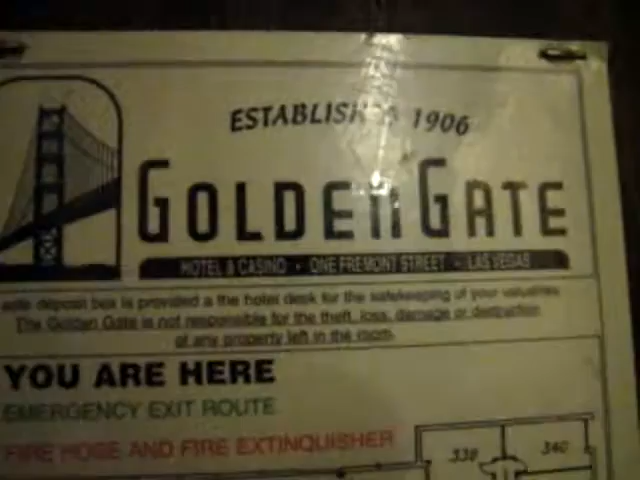 ESTABLISHED 1906
GOLDEN GATE
HOTEL & CASINO • ONE FREMONT STREET • LAS VEGAS
safe deposit box is provided a the hotel desk for the safekeeping of your valuables.
The Golden Gate is not responsible for the theft, loss, damage or destruction
of any property left in the room.
YOU ARE HERE
EMERGENCY EXIT ROUTE
FIRE HOSE AND FIRE EXTINQUISHER
338 340